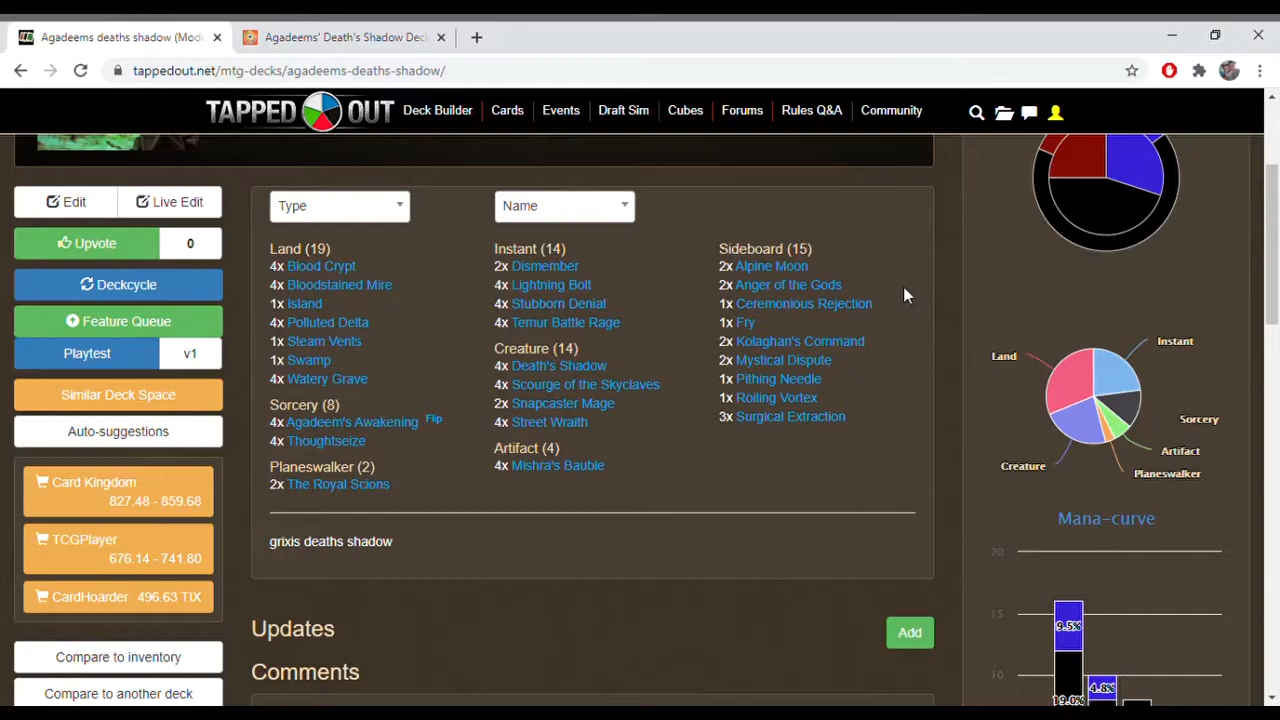 Agadeems deaths shadow (Mod
Agadeems' Death's Shadow Dec
tappedout.net/mtg-decks/agadeems-deaths-shadow/
TAPPED OUT
Deck Builder
Cards
Events
Draft Sim
Cubes
Forums
Rules Q&A
Community
Edit
Live Edit
Upvote
0
Deckcycle
Feature Queue
Playtest
v1
Similar Deck Space
Auto-suggestions
Card Kingdom
827.48 - 859.68
TCGPlayer
676.14 - 741.80
CardHoarder 496.63 TIX
Compare to inventory
Compare to another deck
Type
Name
Land (19)
4x Blood Crypt
4x Bloodstained Mire
1x Island
4x Polluted Delta
1x Steam Vents
1x Swamp
4x Watery Grave
Sorcery (8)
4x Agadeem's Awakening Flip
4x Thoughtseize
Planeswalker (2)
2x The Royal Scions
Instant (14)
2x Dismember
4x Lightning Bolt
4x Stubborn Denial
4x Temur Battle Rage
Creature (14)
4x Death's Shadow
4x Scourge of the Skyclaves
2x Snapcaster Mage
4x Street Wraith
Artifact (4)
4x Mishra's Bauble
Sideboard (15)
2x Alpine Moon
2x Anger of the Gods
1x Ceremonious Rejection
1x Fry
2x Kolaghan's Command
2x Mystical Dispute
1x Pithing Needle
1x Roiling Vortex
3x Surgical Extraction
grixis deaths shadow
Updates
Add
Comments
Land
Instant
Sorcery
Artifact
Planeswalker
Creature
Mana-curve
20
15
10
9.5%
4.8%
19.0%